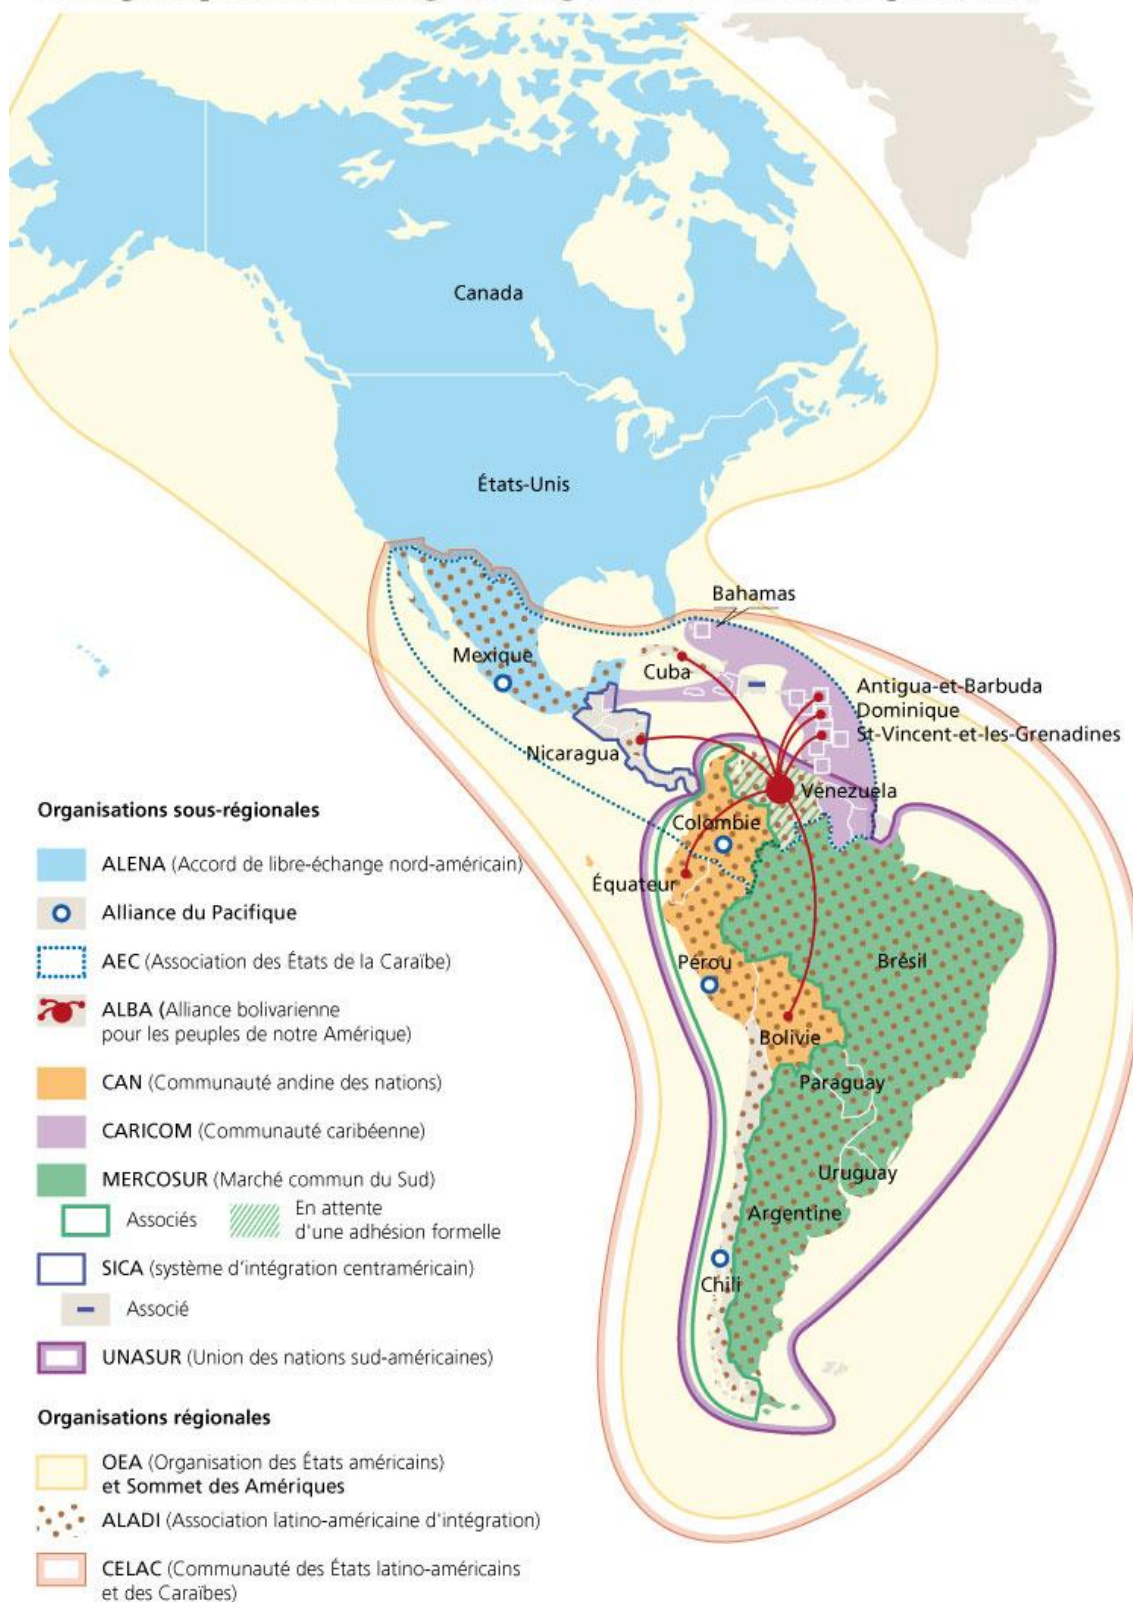 Canada
États-Unis
Bahamas
Mexique
Cuba
Antigua-et-Barbuda
Dominique
St-Vincent-et-les-Grenadines
Nicaragua
Vénézuela
Colombie
Équateur
Pérou
Brésil
Bolivie
Paraguay
Uruguay
Argentine
Chili
Organisations sous-régionales
ALENA (Accord de libre-échange nord-américain)
Alliance du Pacifique
AEC (Association des États de la Caraïbe)
ALBA (Alliance bolivarienne
pour les peuples de notre Amérique)
CAN (Communauté andine des nations)
CARICOM (Communauté caribéenne)
MERCOSUR (Marché commun du Sud)
Associés
En attente
d'une adhésion formelle
SICA (système d'intégration centraméricain)
Associé
UNASUR (Union des nations sud-américaines)
Organisations régionales
OEA (Organisation des États américains)
et Sommet des Amériques
ALADI (Association latino-américaine d'intégration)
CELAC (Communauté des États latino-américains
et des Caraïbes)